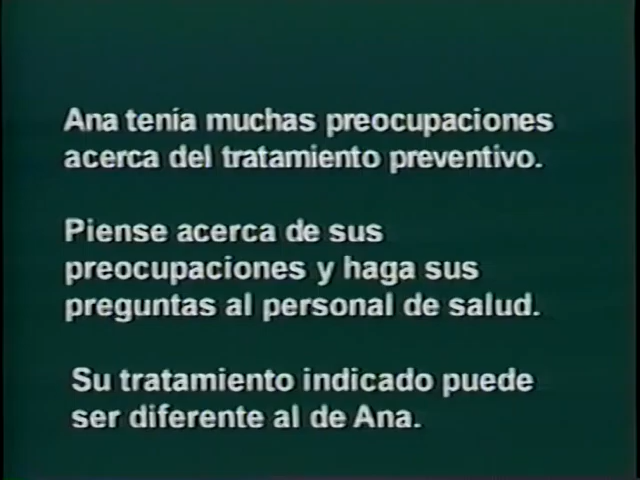 Ana tenía muchas preocupaciones
acerca del tratamiento preventivo.
Piense acerca de sus
preocupaciones y haga sus
preguntas al personal de salud.
Su tratamiento indicado puede
ser diferente al de Ana.